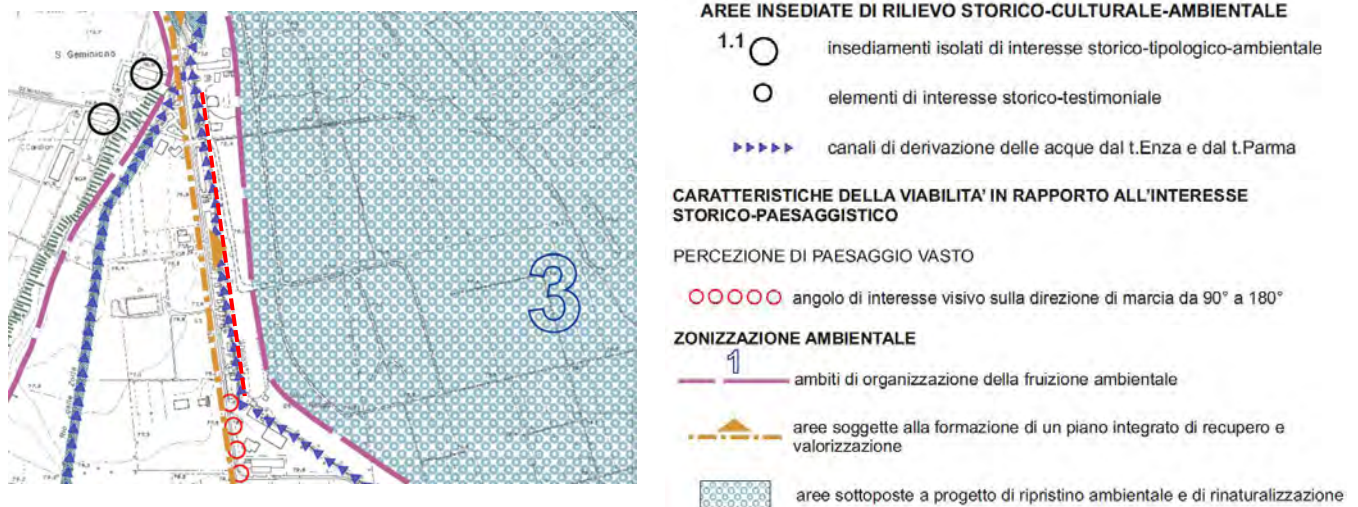 S. Geminiano
3
AREE INSEDIATE DI RILIEVO STORICO-CULTURALE-AMBIENTALE
1.1 insediamenti isolati di interesse storico-tipologico-ambientale
elementi di interesse storico-testimoniale
canali di derivazione delle acque dal t.Enza e dal t.Parma
CARATTERISTICHE DELLA VIABILITA' IN RAPPORTO ALL'INTERESSE
STORICO-PAESAGGISTICO
PERCEZIONE DI PAESAGGIO VASTO
angolo di interesse visivo sulla direzione di marcia da 90° a 180°
ZONIZZAZIONE AMBIENTALE
1
ambiti di organizzazione della fruizione ambientale
aree soggette alla formazione di un piano integrato di recupero e
valorizzazione
aree sottoposte a progetto di ripristino ambientale e di rinaturalizzazione